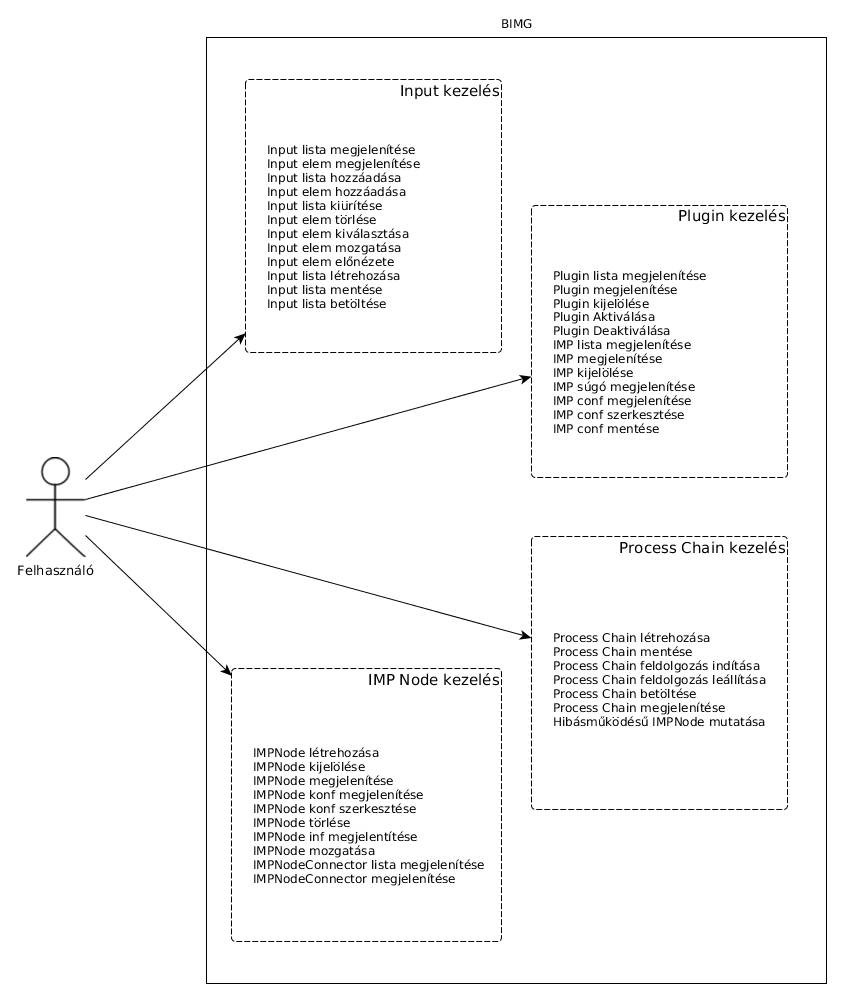 BIMG
Input kezelés
Input lista megjelenítése
Input elem megjelenítése
Input lista hozzáadása
Input elem hozzáadása
Input lista kiürítése
Input elem törlése
Input elem kiválasztása
Input elem mozgatása
Input elem előnézete
Input lista létrehozása
Input lista mentése
Input lista betöltése
Plugin kezelés
Plugin lista megjelenítése
Plugin megjelenítése
Plugin kijelölése
Plugin Aktiválása
Plugin Deaktiválása
IMP lista megjelenítése
IMP megjelenítése
IMP kijelölése
IMP súgó megjelenítése
IMP conf megjelenítése
IMP conf szerkesztése
IMP conf mentése
Felhasználó
Process Chain kezelés
Process Chain létrehozása
Process Chain mentése
Process Chain feldolgozás indítása
Process Chain feldolgozás leállítása
Process Chain betöltése
Process Chain megjelenítése
Hibásműködésű IMPNode mutatása
IMP Node kezelés
IMPNode létrehozása
IMPNode kijelölése
IMPNode megjelenítése
IMPNode konf megjelenítése
IMPNode konf szerkesztése
IMPNode törlése
IMPNode inf megjelentítése
IMPNode mozgatása
IMPNodeConnector lista megjelenítése
IMPNodeConnector megjelenítése